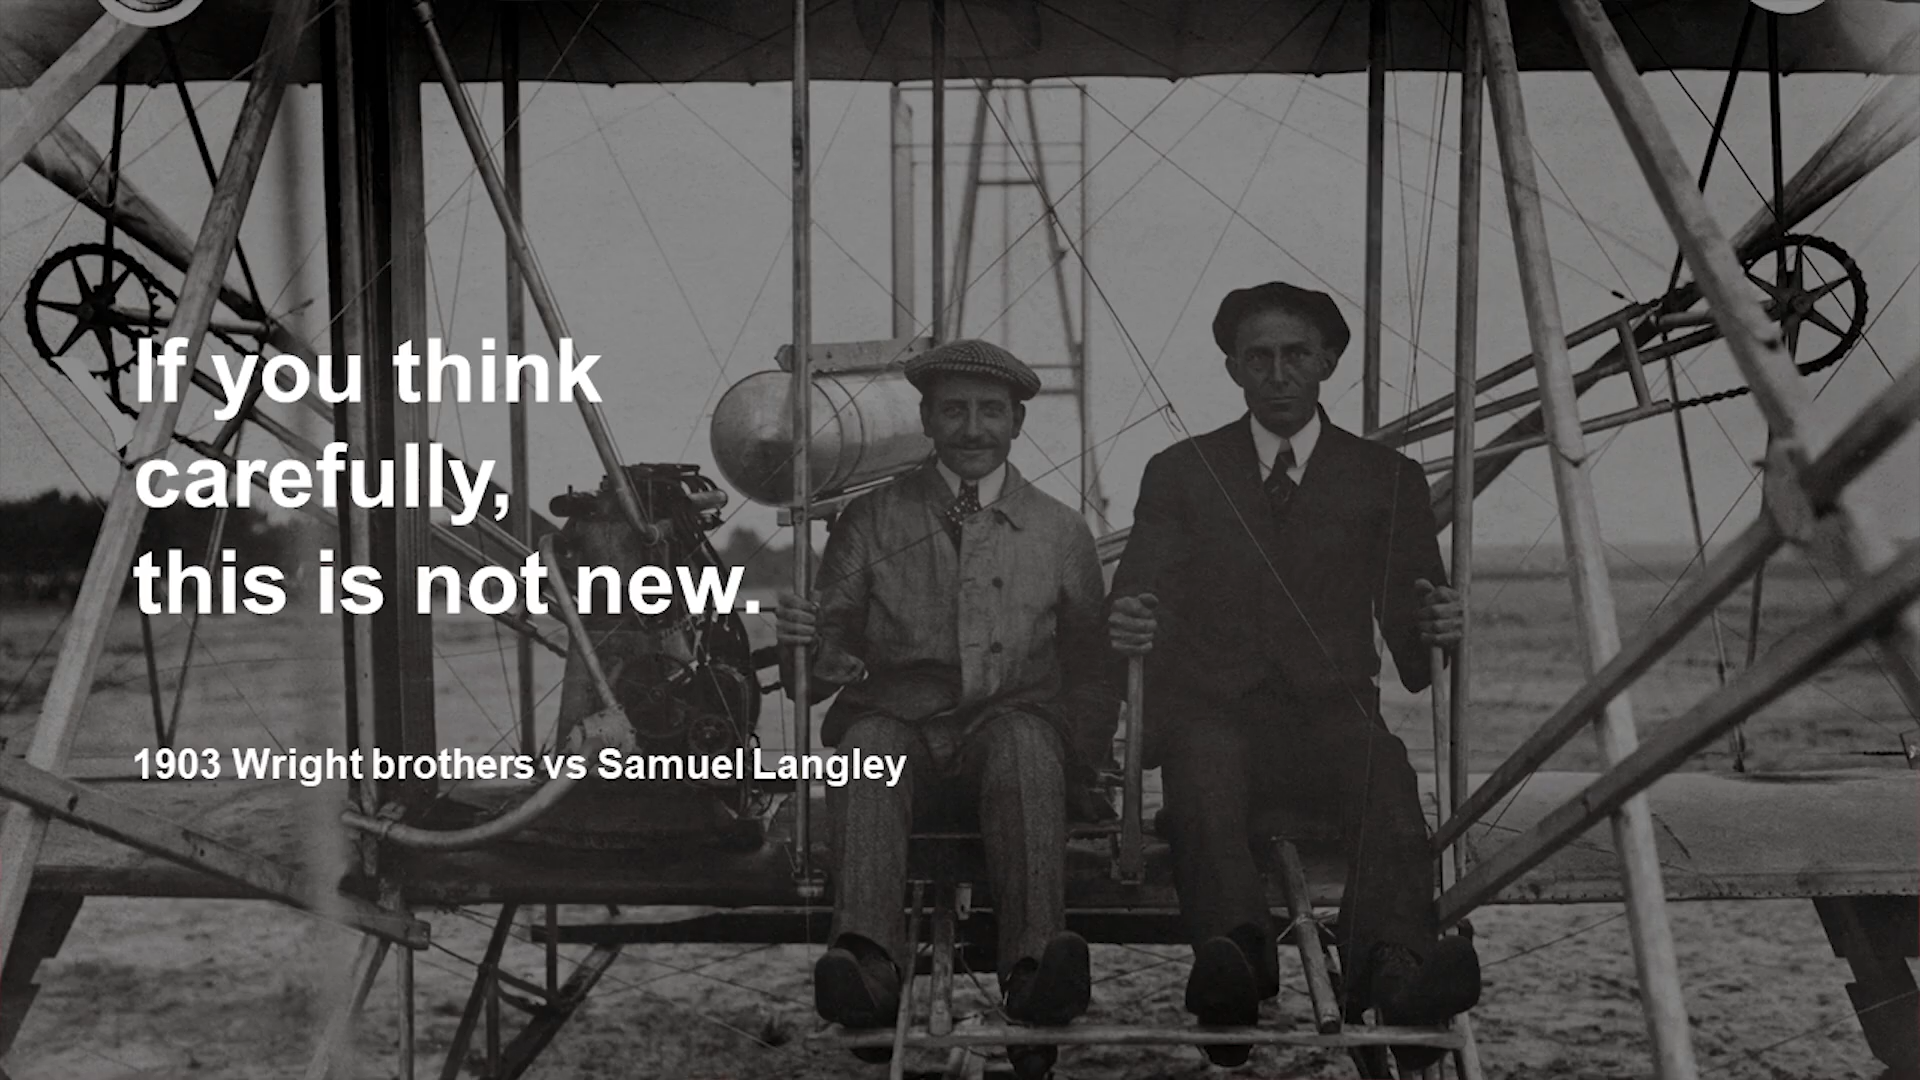 If you think
carefully,
this is not new.
1903 Wright brothers vs Samuel Langley